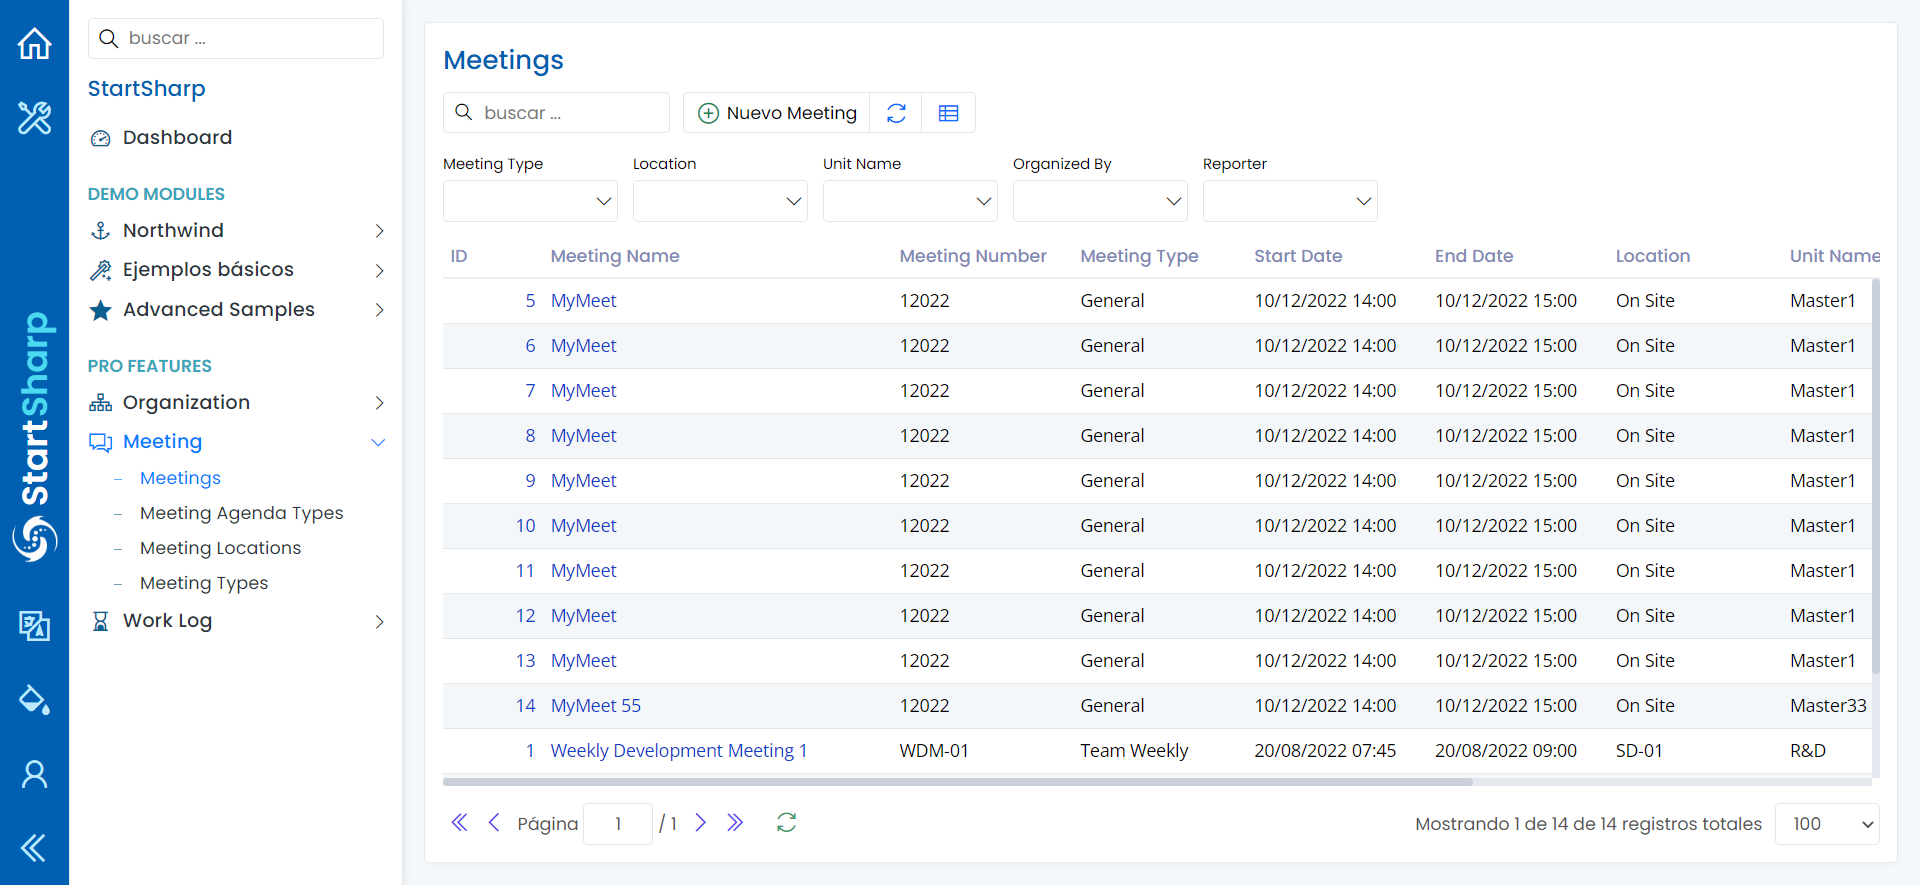 StartSharp
buscar ...
StartSharp
Dashboard
DEMO MODULES
Northwind
Ejemplos básicos
Advanced Samples
PRO FEATURES
Organization
Meeting
Meetings
Meeting Agenda Types
Meeting Locations
Meeting Types
Work Log
Meetings
buscar ...
Nuevo Meeting
Meeting Type Location Unit Name Organized By Reporter
ID Meeting Name Meeting Number Meeting Type Start Date End Date Location Unit Name
5 MyMeet 12022 General 10/12/2022 14:00 10/12/2022 15:00 On Site Master1
6 MyMeet 12022 General 10/12/2022 14:00 10/12/2022 15:00 On Site Master1
7 MyMeet 12022 General 10/12/2022 14:00 10/12/2022 15:00 On Site Master1
8 MyMeet 12022 General 10/12/2022 14:00 10/12/2022 15:00 On Site Master1
9 MyMeet 12022 General 10/12/2022 14:00 10/12/2022 15:00 On Site Master1
10 MyMeet 12022 General 10/12/2022 14:00 10/12/2022 15:00 On Site Master1
11 MyMeet 12022 General 10/12/2022 14:00 10/12/2022 15:00 On Site Master1
12 MyMeet 12022 General 10/12/2022 14:00 10/12/2022 15:00 On Site Master1
13 MyMeet 12022 General 10/12/2022 14:00 10/12/2022 15:00 On Site Master1
14 MyMeet 55 12022 General 10/12/2022 14:00 10/12/2022 15:00 On Site Master33
1 Weekly Development Meeting 1 WDM-01 Team Weekly 20/08/2022 07:45 20/08/2022 09:00 SD-01 R&D
Página 1 / 1
Mostrando 1 de 14 de 14 registros totales 100